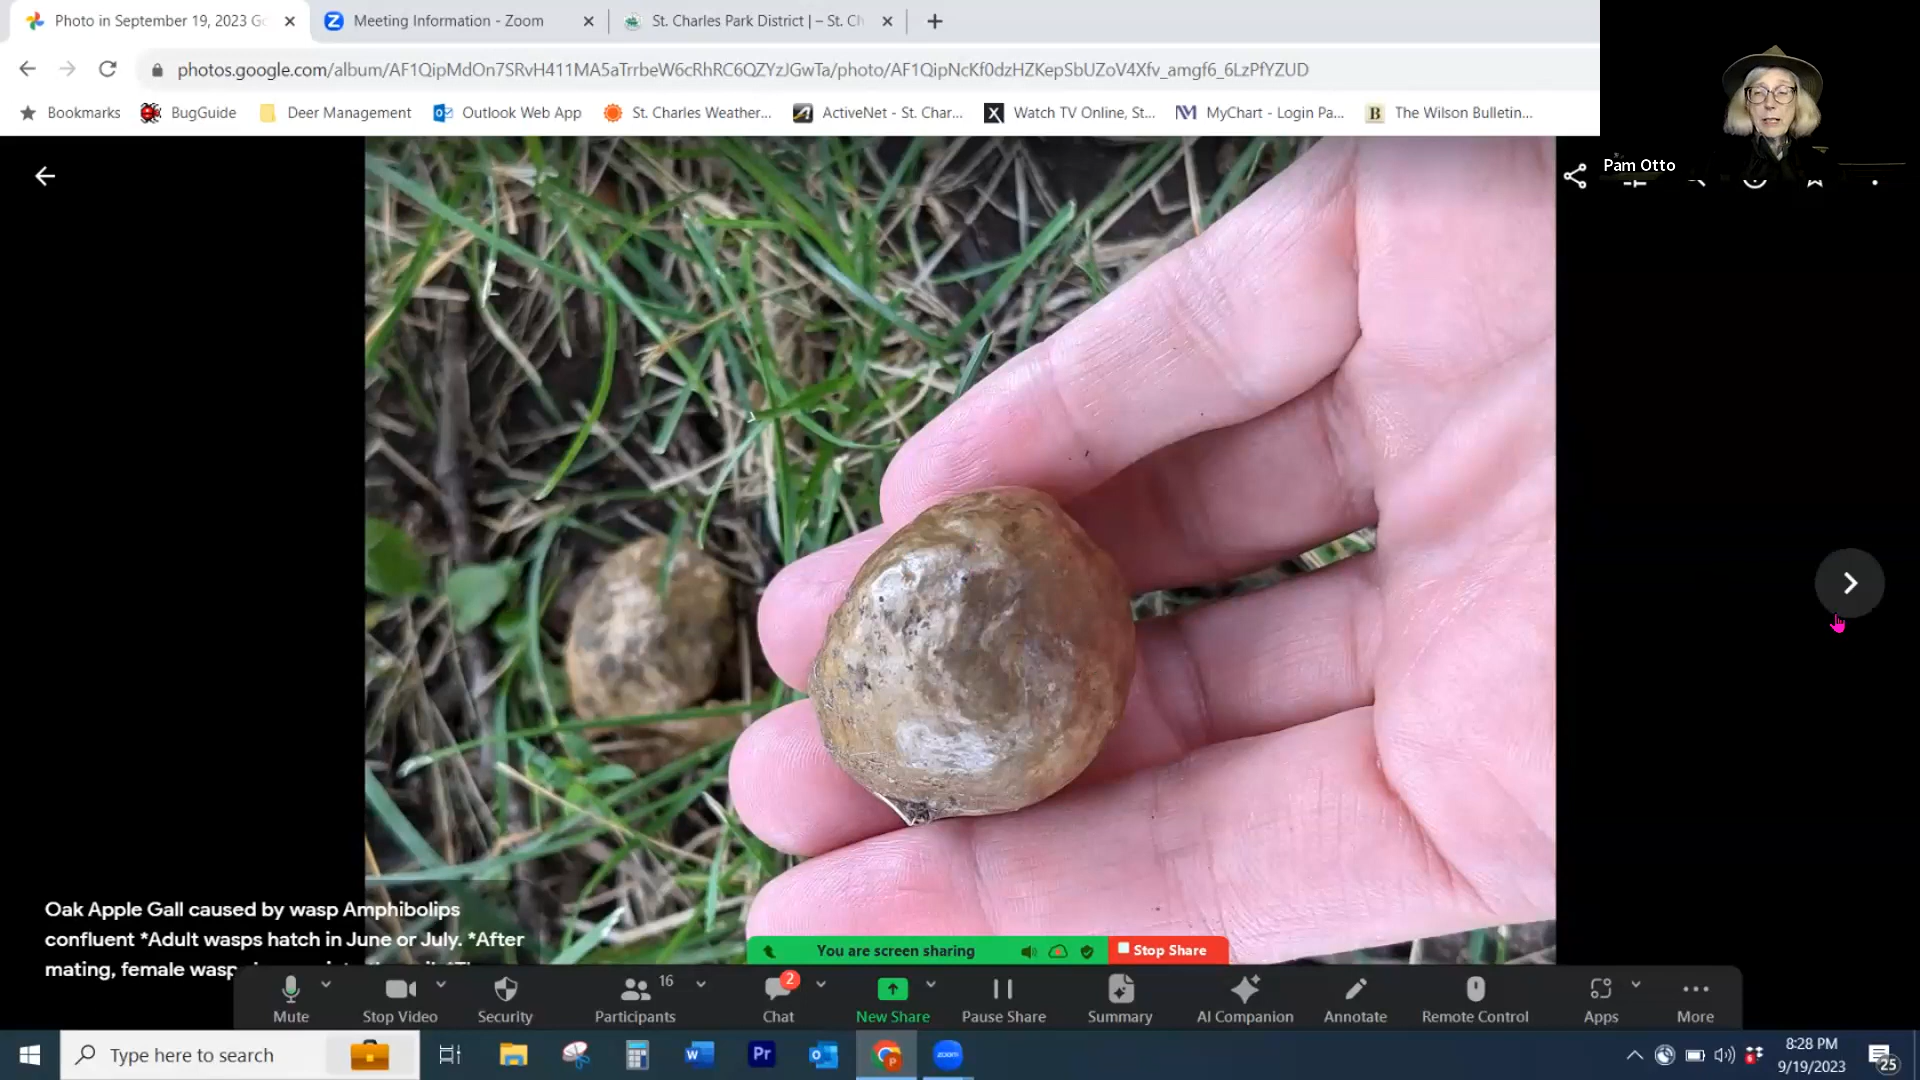 Photo in September 19, 2023 Go
Meeting Information - Zoom
St. Charles Park District | – St. Ch
photos.google.com/album/AF1QipMdOn7SRvH411MA5aTrrbeW6cRhRC6QZYzJGwTa/photo/AF1QipNcKf0dzHZKepSbUZoV4Xfv_amgf6_6LzPfYZUD
Bookmarks BugGuide Deer Management Outlook Web App St. Charles Weather... ActiveNet - St. Char... Watch TV Online, St... MyChart - Login Pa... The Wilson Bulletin...
Pam Otto
Oak Apple Gall caused by wasp Amphibolips
confluent *Adult wasps hatch in June or July. *After
mating, female wasp
You are screen sharing
Stop Share
16
2
Mute Stop Video Security Participants Chat New Share Pause Share Summary AI Companion Annotate Remote Control Apps More
Type here to search
zoom
8:28 PM
9/19/2023
25